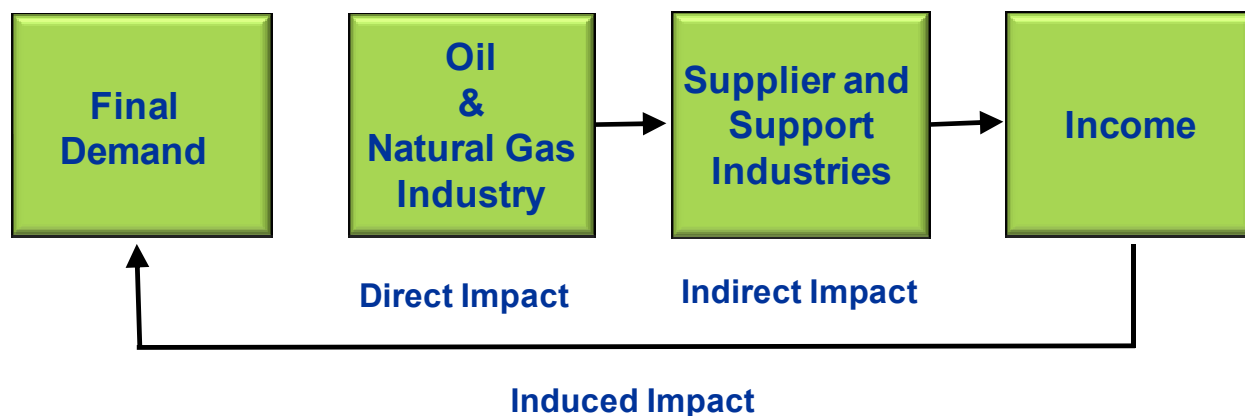 Final
Demand
Oil
&
Natural Gas
Industry
Supplier and
Support
Industries
Income
Direct Impact
Indirect Impact
Induced Impact